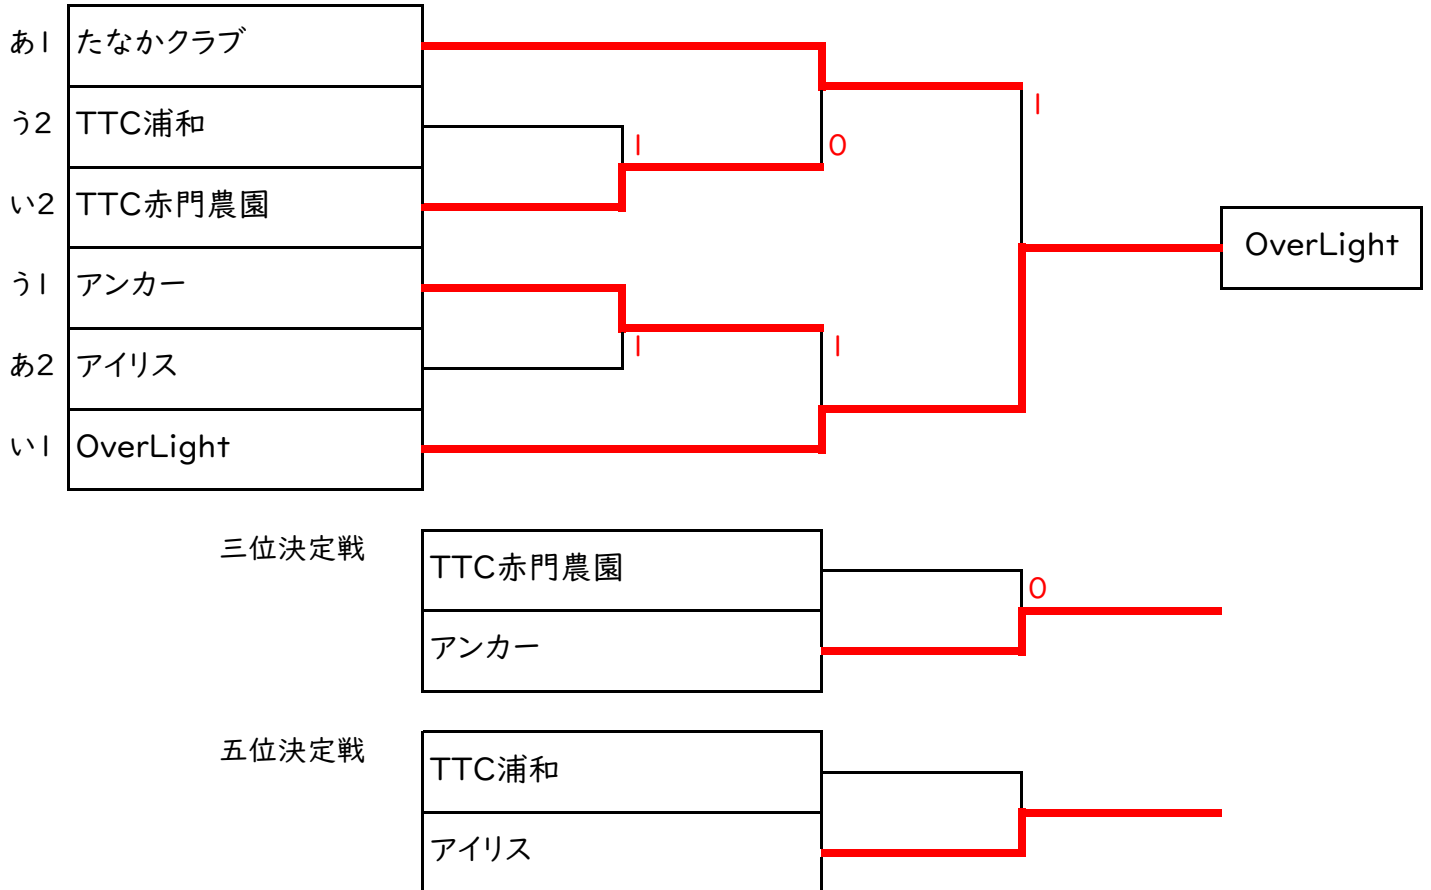 あ1 たなかクラブ
う2 TTC浦和
い2 TTC赤門農園
う1 アンカー
あ2 アイリス
い1 OverLight
1
1
0
1
1
1
OverLight
三位決定戦
TTC赤門農園
アンカー
0
五位決定戦
TTC浦和
アイリス